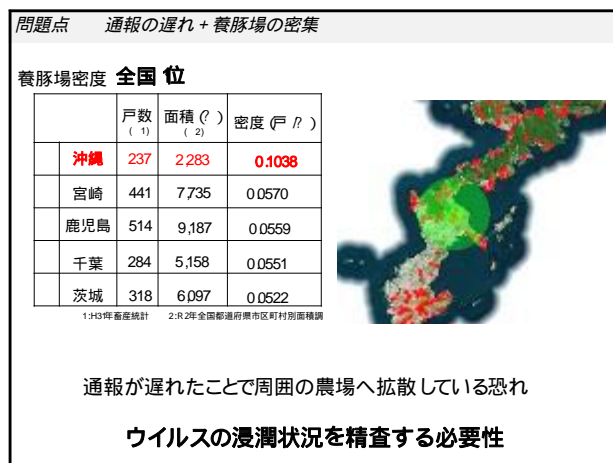 問題点 通報の遅れ + 養豚場の密集
養豚場密度 全国1位
戸数 面積(?) 密度(戸/?)
( 1) ( 2)
沖縄 237 2,283 0.1038
宮崎 441 7,735 0.0570
鹿児島 514 9,187 0.0559
千葉 284 5,158 0.0551
茨城 318 6,097 0.0522
1:H31年畜産統計 2:R2年全国都道府県市区町村別面積調
通報が遅れたことで周囲の農場へ拡散している恐れ
ウイルスの浸潤状況を精査する必要性